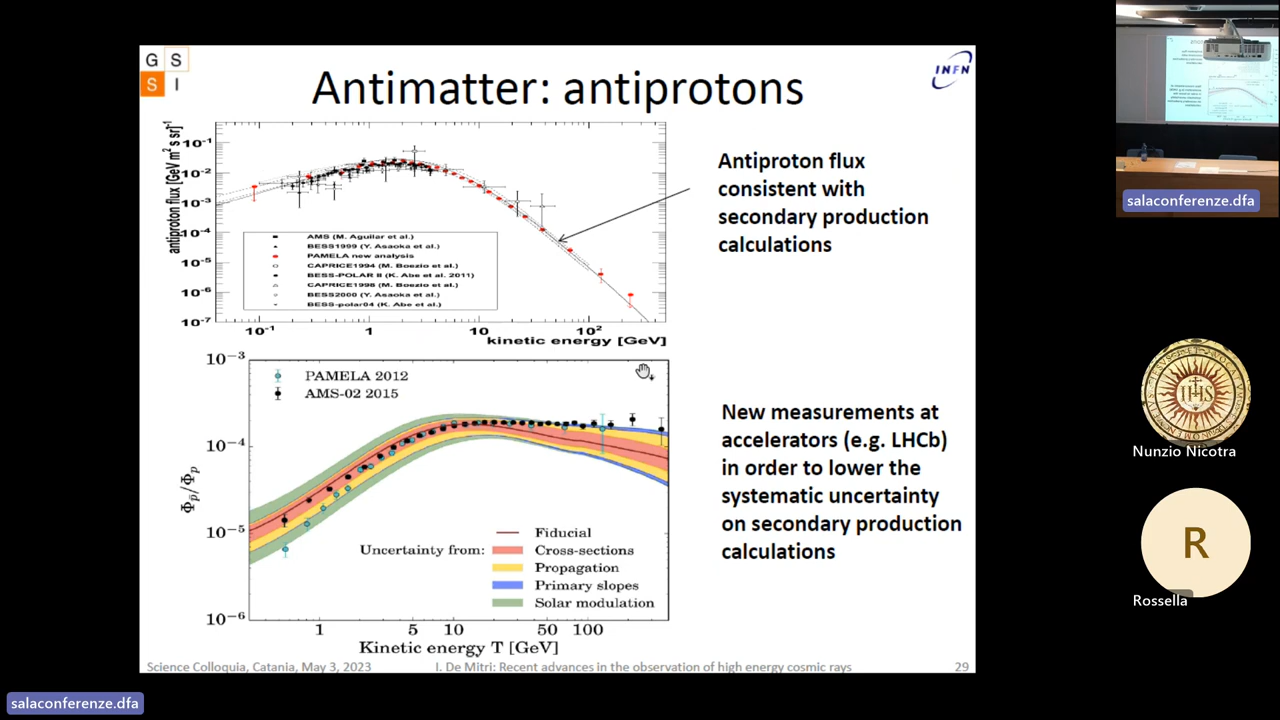 G S
S I
Antimatter: antiprotons
INFN
antiproton flux [GeV m² s sr]⁻¹
10⁻¹
10⁻²
10⁻³
10⁻⁴
10⁻⁵
10⁻⁶
10⁻⁷
AMS (M. Aguilar et al.)
BESS1999 (Y. Asaoka et al.)
PAMELA new analysis
CAPRICE1994 (M. Boezio et al.)
BESS-POLAR II (K. Abe et al. 2011)
CAPRICE1998 (M. Boezio et al.)
BESS2000 (Y. Asaoka et al.)
BESS-polar04 (K. Abe et al.)
10⁻¹ 1 10 10²
kinetic energy [GeV]
Antiproton flux
consistent with
secondary production
calculations
10⁻³
10⁻⁴
10⁻⁵
10⁻⁶
Φp̄/Φp
PAMELA 2012
AMS-02 2015
Fiducial
Uncertainty from: Cross-sections
Propagation
Primary slopes
Solar modulation
1 5 10 50 100
Kinetic energy T [GeV]
New measurements at
accelerators (e.g. LHCb)
in order to lower the
systematic uncertainty
on secondary production
calculations
Science Colloquia, Catania, May 3, 2023 I. De Mitri: Recent advances in the observation of high energy cosmic rays 29
salaconferenze.dfa
IHS
Nunzio Nicotra
R
Rossella
salaconferenze.dfa